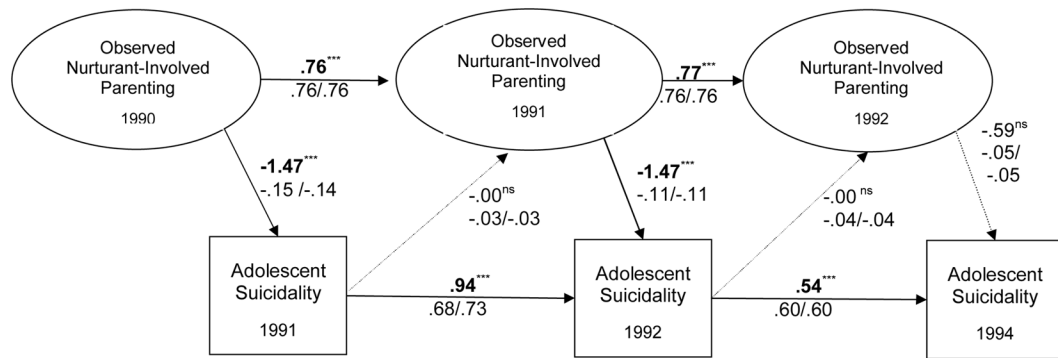 Observed
Nurturant-Involved
Parenting
1990
.76***
.76/.76
Observed
Nurturant-Involved
Parenting
1991
.77***
.76/.76
Observed
Nurturant-Involved
Parenting
1992
-1.47***
-.15 /-.14
-.00ns
-.03/-.03
-1.47***
-.11/-.11
-.00 ns
-.04/-.04
-.59ns
-.05/
-.05
Adolescent
Suicidality
1991
.94***
.68/.73
Adolescent
Suicidality
1992
.54***
.60/.60
Adolescent
Suicidality
1994